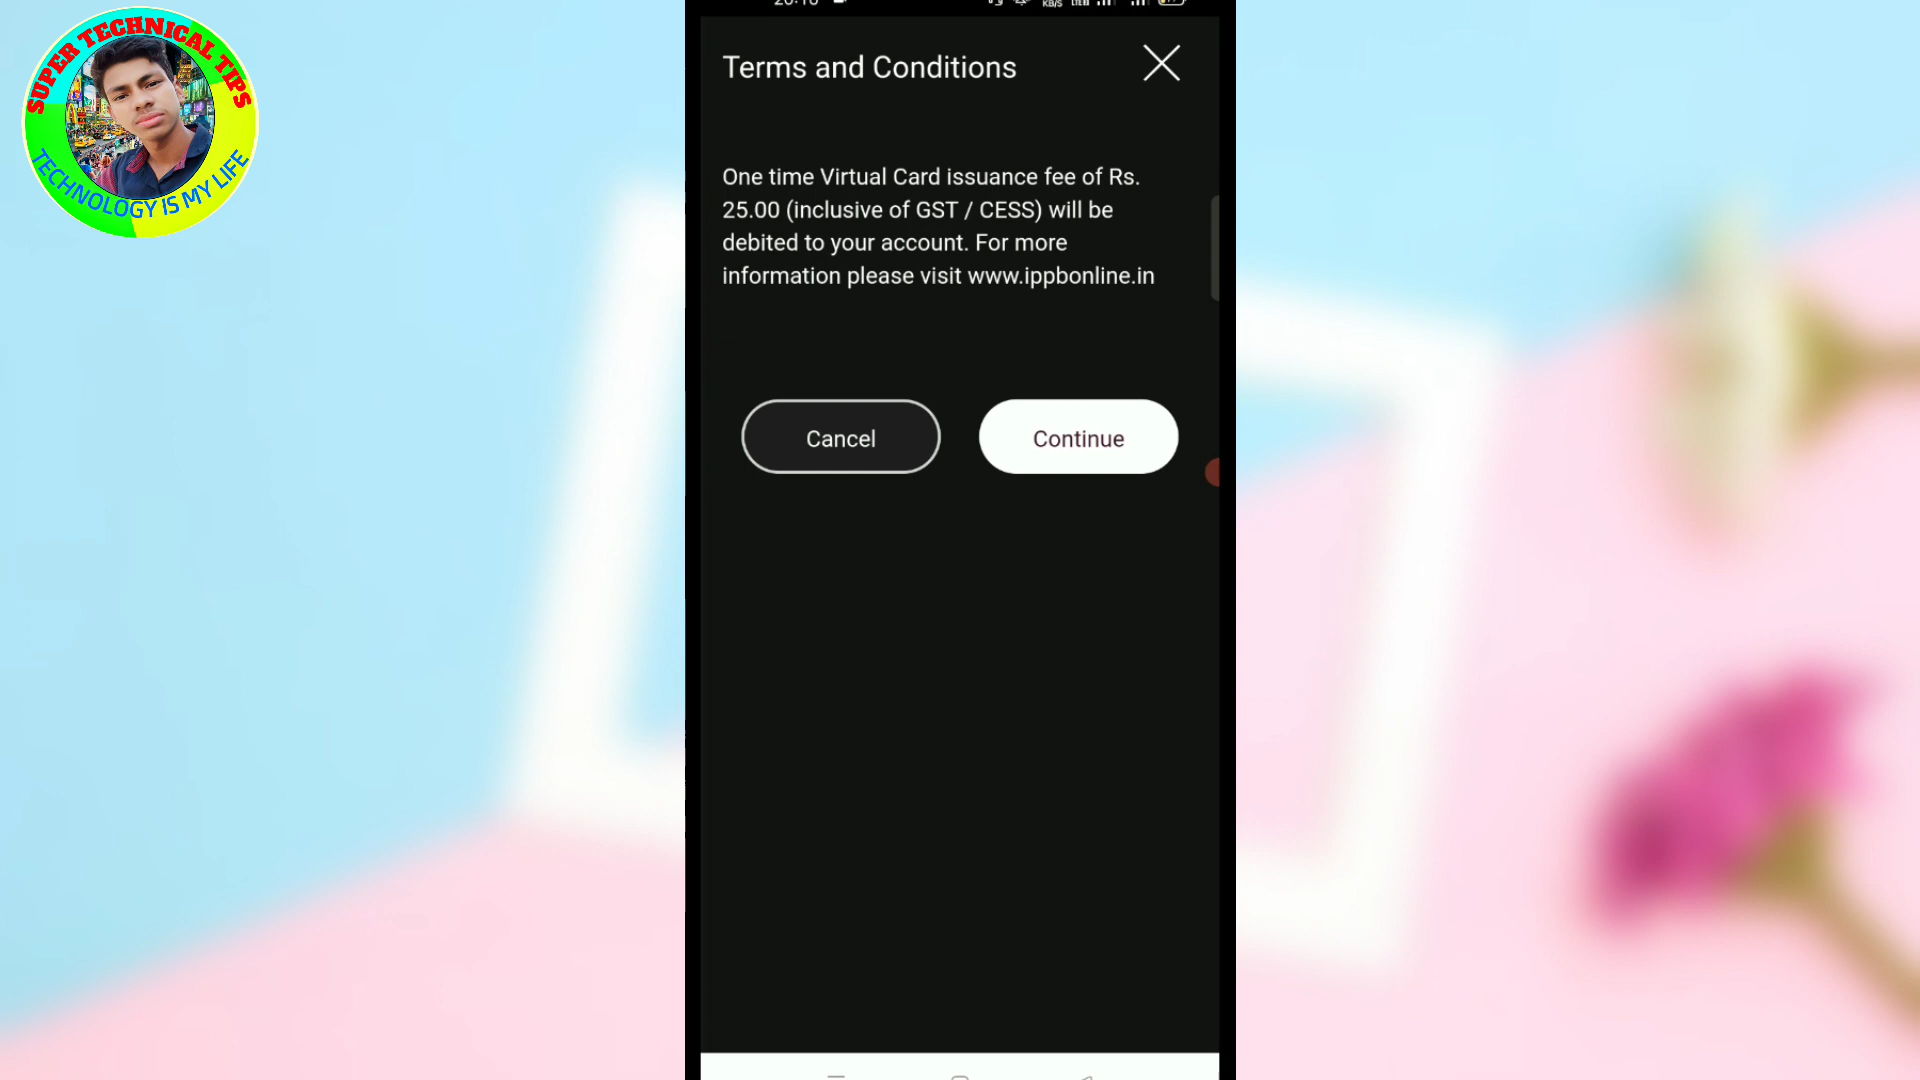 SUPER TECHNICAL TIPS
TECHNOLOGY IS MY LIFE
Terms and Conditions
One time Virtual Card issuance fee of Rs.
25.00 (inclusive of GST / CESS) will be
debited to your account. For more
information please visit www.ippbonline.in
Cancel
Continue